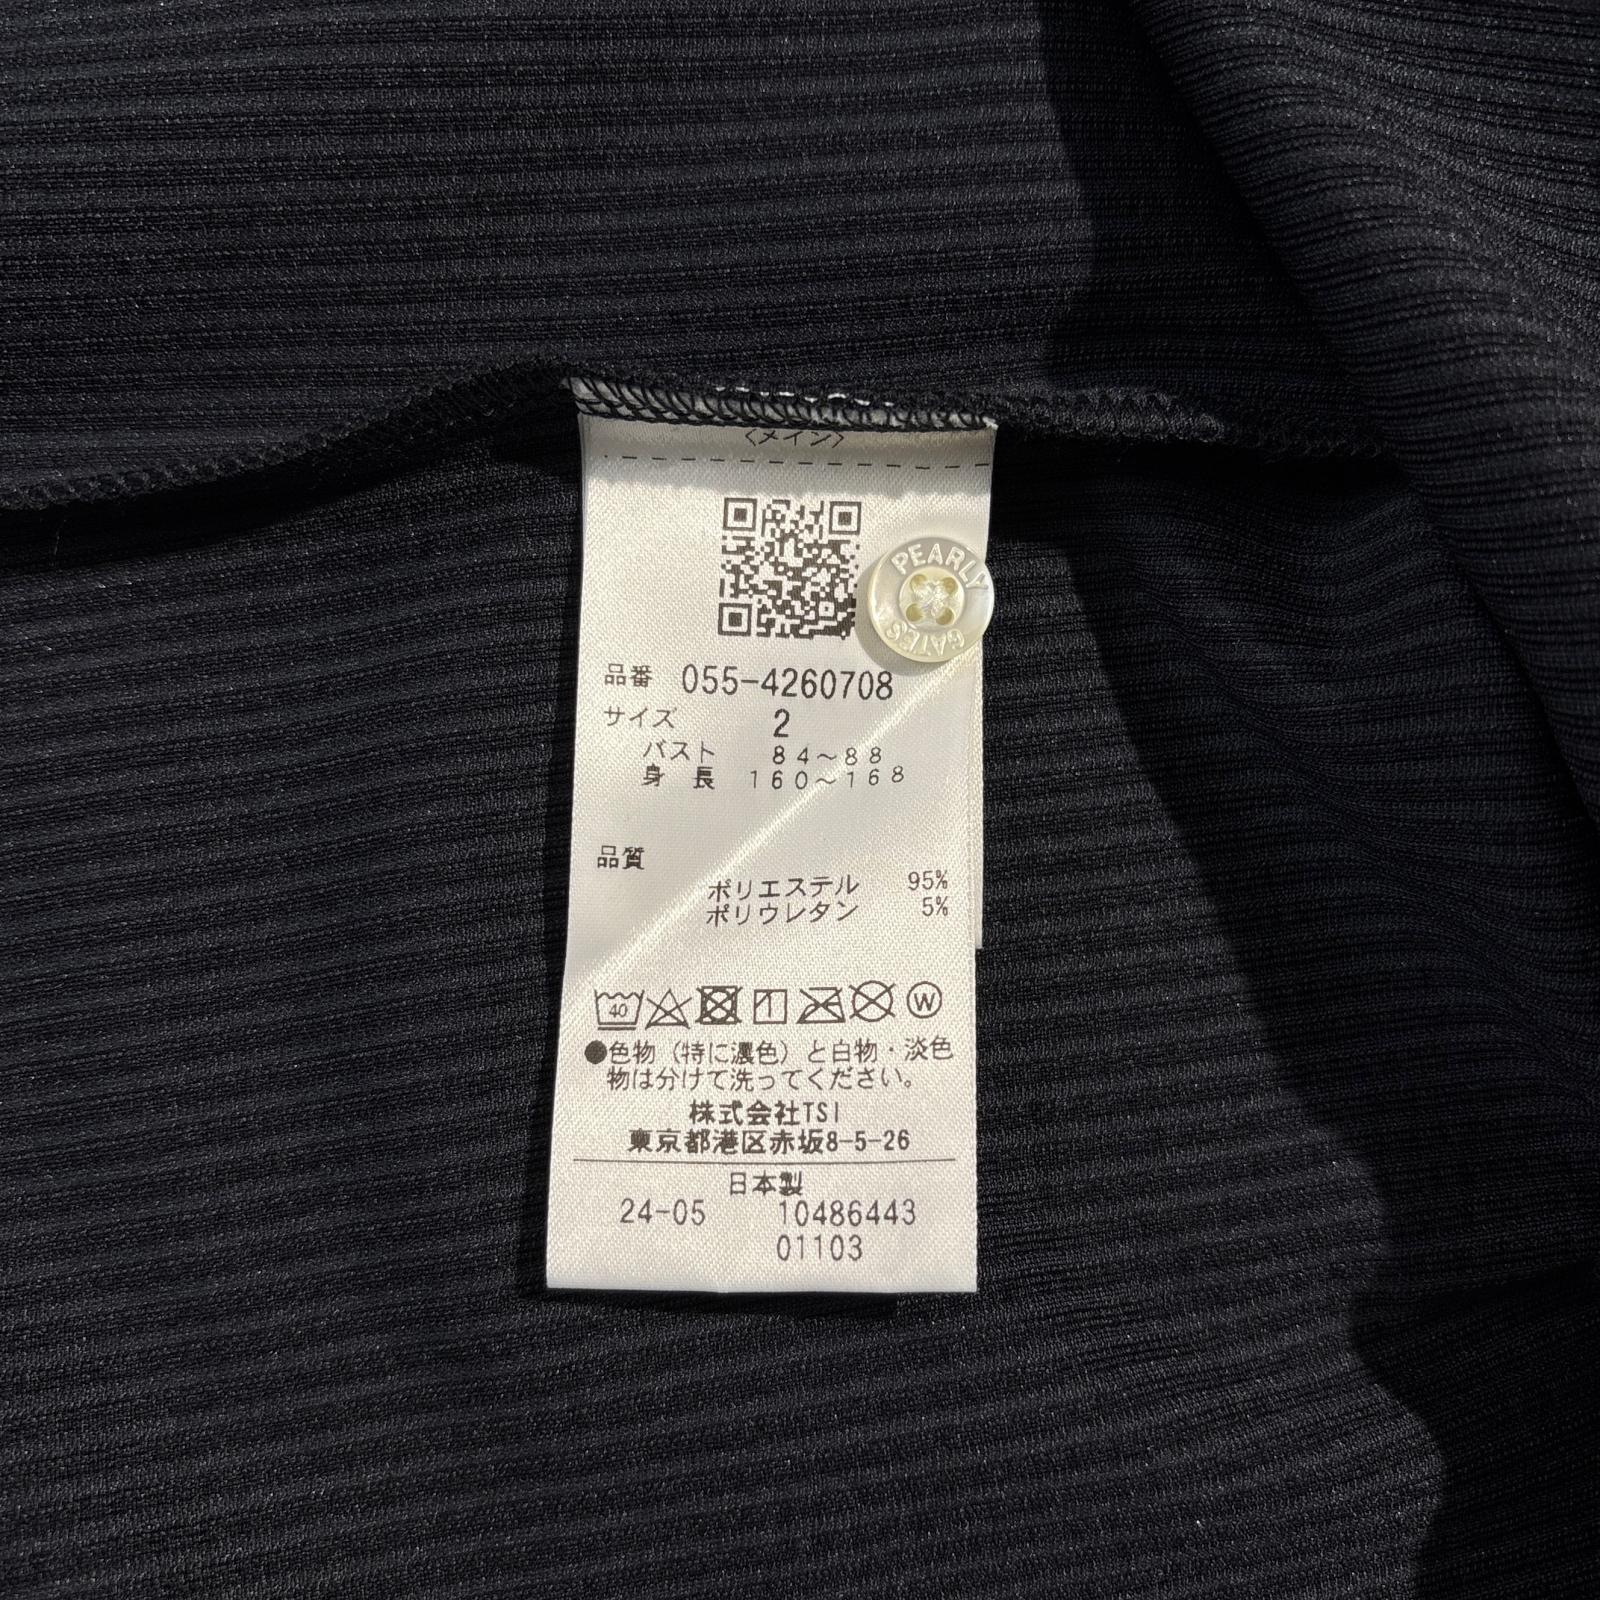 〈メイン〉
PEARLY
GATES
品番 055-4260708
サイズ 2
バスト 84～88
身長 160～168
品質
ポリエステル 95%
ポリウレタン 5%
40
W
●色物（特に濃色）と白物・淡色
物は分けて洗ってください。
株式会社TSI
東京都港区赤坂8-5-26
日本製
24-05 10486443
01103